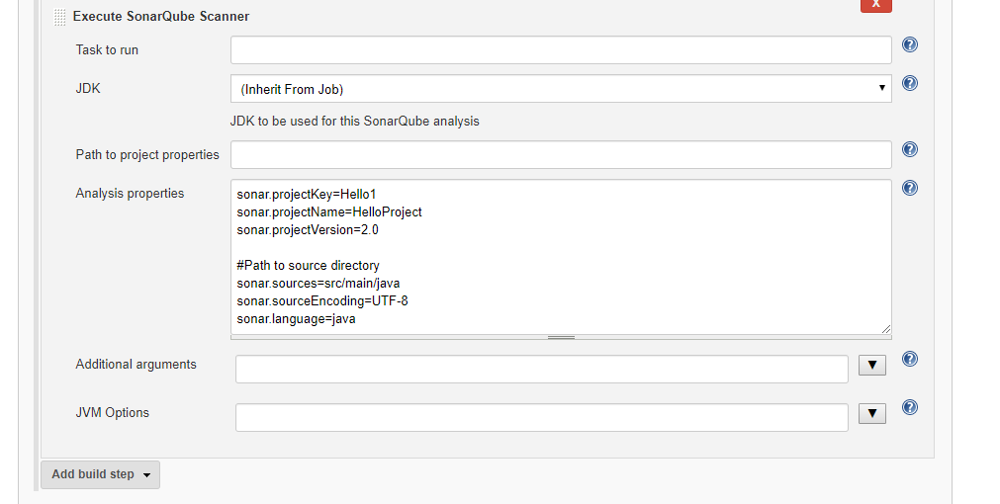 X
Execute SonarQube Scanner
Task to run
?
JDK
(Inherit From Job)
?
JDK to be used for this SonarQube analysis
Path to project properties
?
Analysis properties
?
sonar.projectKey=Hello1
sonar.projectName=HelloProject
sonar.projectVersion=2.0
#Path to source directory
sonar.sources=src/main/java
sonar.sourceEncoding=UTF-8
sonar.language=java
Additional arguments
?
JVM Options
?
Add build step